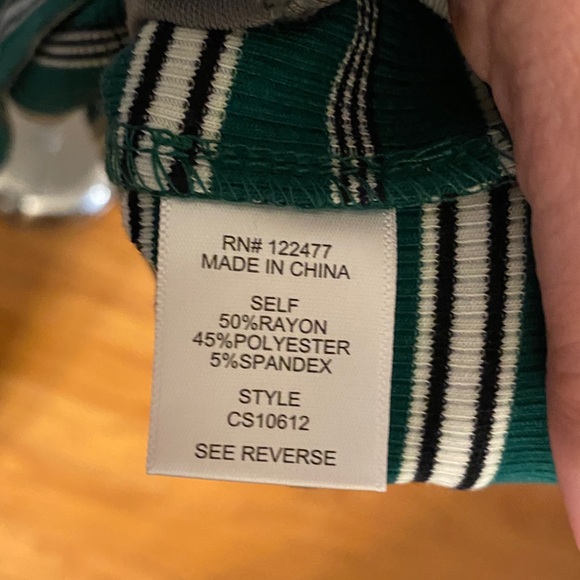 RN# 122477
MADE IN CHINA
SELF
50%RAYON
45%POLYESTER
5%SPANDEX
STYLE
CS10612
SEE REVERSE